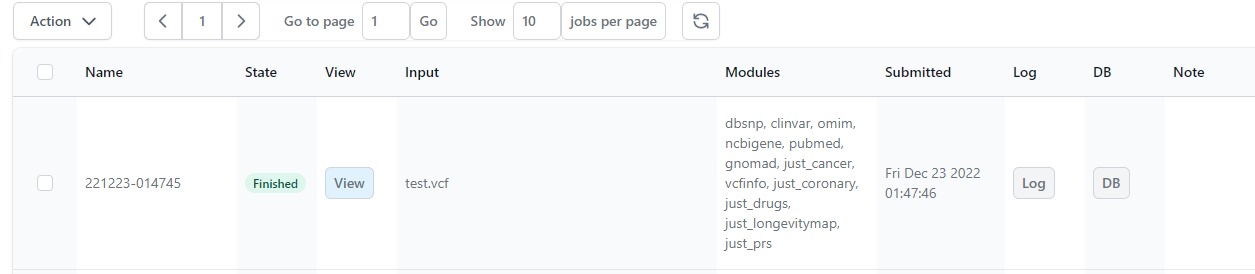 Action 1 Go to page 1 Go Show 10 jobs per page
Name State View Input Modules Submitted Log DB Note
221223-014745 Finished View test.vcf
dbsnp, clinvar, omim,
ncbigene, pubmed,
gnomad, just_cancer,
vcfinfo, just_coronary,
just_drugs,
just_longevitymap,
just_prs
Fri Dec 23 2022
01:47:46
Log DB